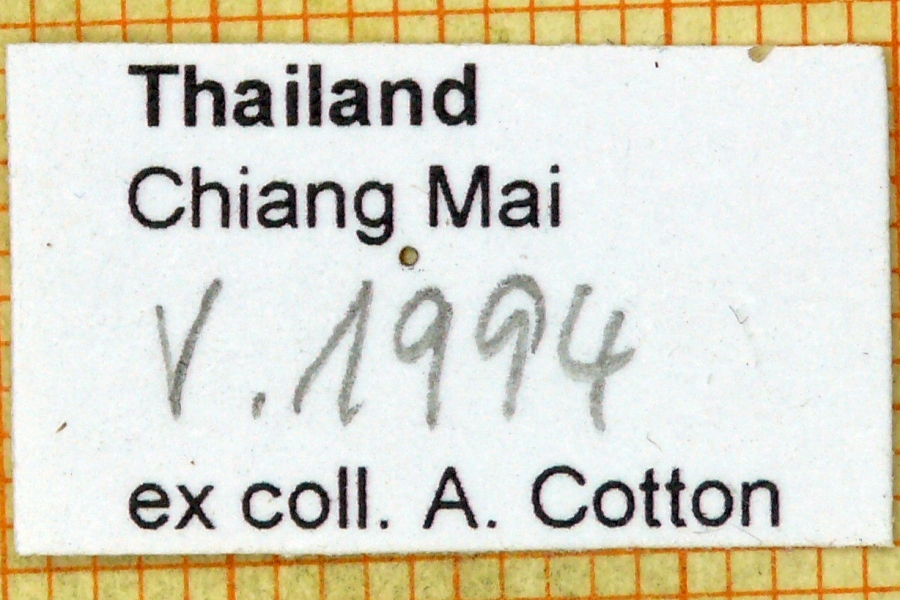 Thailand
Chiang Mai
V.1994
ex coll. A. Cotton